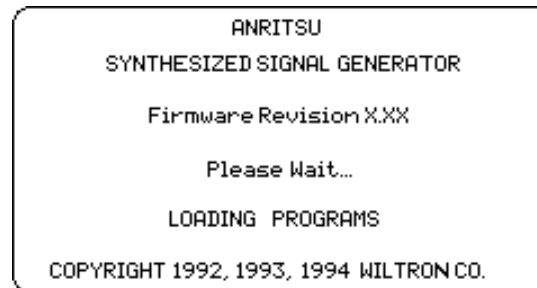 ANRITSU
SYNTHESIZED SIGNAL GENERATOR
Firmware Revision X.XX
Please Wait...
LOADING PROGRAMS
COPYRIGHT 1992, 1993, 1994 WILTRON CO.